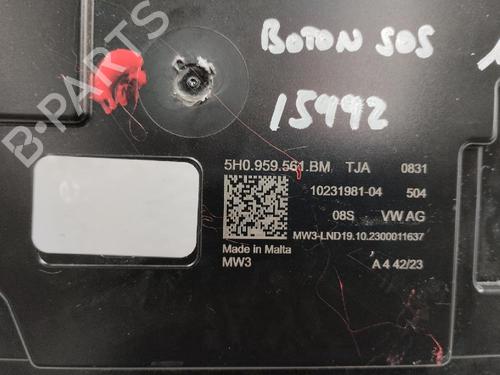 BOTON SOS
15992
B-PARTS
5H0.959.561.BM TJA 0831
10231981-04 504
08S VW AG
MW3-LND19.10.2300011637
Made in Malta
MW3 A 4 42/23